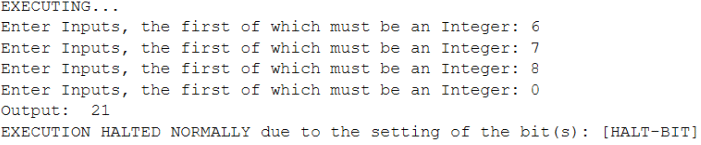 EXECUTING...
Enter Inputs, the first of which must be an Integer: 6
Enter Inputs, the first of which must be an Integer: 7
Enter Inputs, the first of which must be an Integer: 8
Enter Inputs, the first of which must be an Integer: 0
Output:  21
EXECUTION HALTED NORMALLY due to the setting of the bit(s): [HALT-BIT]